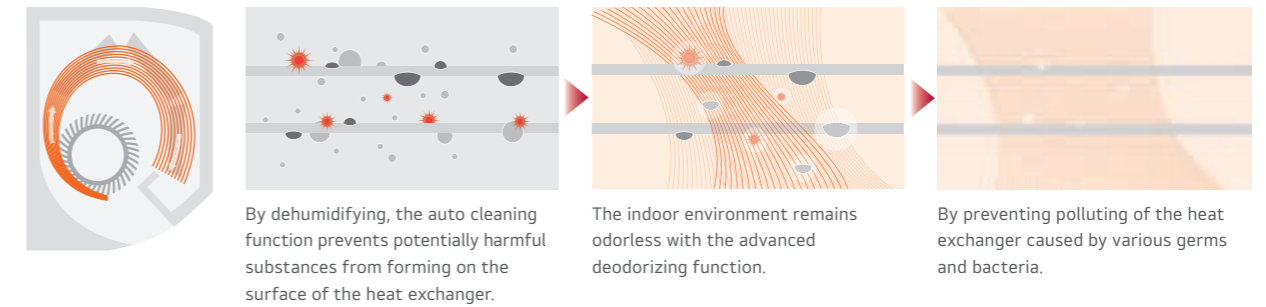 By dehumidifying, the auto cleaning
function prevents potentially harmful
substances from forming on the
surface of the heat exchanger.
The indoor environment remains
odorless with the advanced
deodorizing function.
By preventing polluting of the heat
exchanger caused by various germs
and bacteria.